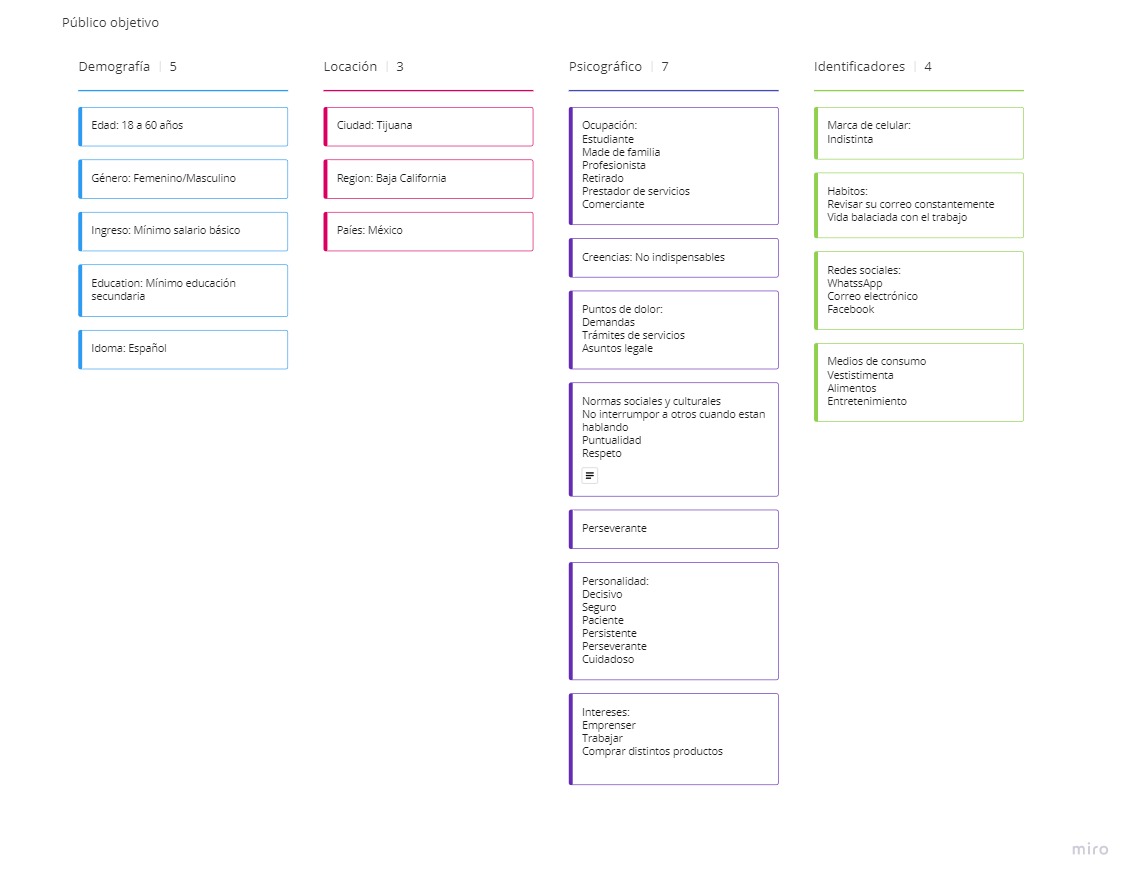 Público objetivo
Demografía | 5
Edad: 18 a 60 años
Género: Femenino/Masculino
Ingreso: Mínimo salario básico
Education: Mínimo educación
secundaria
Idoma: Español
Locación | 3
Ciudad: Tijuana
Region: Baja California
Países: México
Psicográfico | 7
Ocupación:
Estudiante
Made de familia
Profesionista
Retirado
Prestador de servicios
Comerciante
Creencias: No indispensables
Puntos de dolor:
Demandas
Trámites de servicios
Asuntos legale
Normas sociales y culturales
No interrumpor a otros cuando estan
hablando
Puntualidad
Respeto
Perseverante
Personalidad:
Decisivo
Seguro
Paciente
Persistente
Perseverante
Cuidadoso
Intereses:
Emprenser
Trabajar
Comprar distintos productos
Identificadores | 4
Marca de celular:
Indistinta
Habitos:
Revisar su correo constantemente
Vida balaciada con el trabajo
Redes sociales:
WhatssApp
Correo electrónico
Facebook
Medios de consumo
Vestistimenta
Alimentos
Entretenimiento
miro